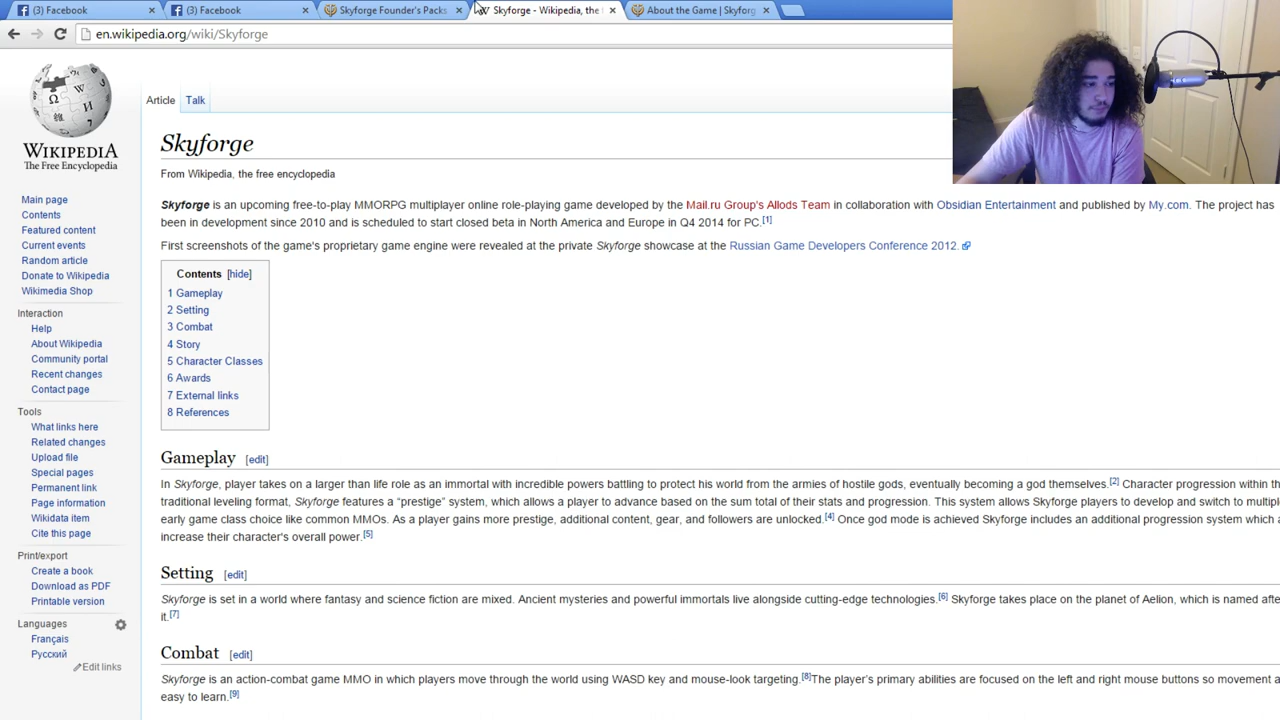 (3) Facebook
(3) Facebook
Skyforge Founder's Packs
Skyforge - Wikipedia, the
About the Game | Skyforg
en.wikipedia.org/wiki/Skyforge
WIKIPEDIA
The Free Encyclopedia
Main page
Contents
Featured content
Current events
Random article
Donate to Wikipedia
Wikimedia Shop
Interaction
Help
About Wikipedia
Community portal
Recent changes
Contact page
Tools
What links here
Related changes
Upload file
Special pages
Permanent link
Page information
Wikidata item
Cite this page
Print/export
Create a book
Download as PDF
Printable version
Languages
Français
Русский
Edit links
Article Talk
Skyforge
From Wikipedia, the free encyclopedia
Skyforge is an upcoming free-to-play MMORPG multiplayer online role-playing game developed by the Mail.ru Group's Allods Team in collaboration with Obsidian Entertainment and published by My.com. The project has
been in development since 2010 and is scheduled to start closed beta in North America and Europe in Q4 2014 for PC.[1]
First screenshots of the game's proprietary game engine were revealed at the private Skyforge showcase at the Russian Game Developers Conference 2012.
Contents [hide]
1 Gameplay
2 Setting
3 Combat
4 Story
5 Character Classes
6 Awards
7 External links
8 References
Gameplay [edit]
In Skyforge, player takes on a larger than life role as an immortal with incredible powers battling to protect his world from the armies of hostile gods, eventually becoming a god themselves.[2] Character progression within th
traditional leveling format, Skyforge features a “prestige” system, which allows a player to advance based on the sum total of their stats and progression. This system allows Skyforge players to develop and switch to multiple
early game class choice like common MMOs. As a player gains more prestige, additional content, gear, and followers are unlocked.[4] Once god mode is achieved Skyforge includes an additional progression system which a
increase their character's overall power.[5]
Setting [edit]
Skyforge is set in a world where fantasy and science fiction are mixed. Ancient mysteries and powerful immortals live alongside cutting-edge technologies.[6] Skyforge takes place on the planet of Aelion, which is named afte
it.[7]
Combat [edit]
Skyforge is an action-combat game MMO in which players move through the world using WASD key and mouse-look targeting.[8]The player's primary abilities are focused on the left and right mouse buttons so movement a
easy to learn.[9]